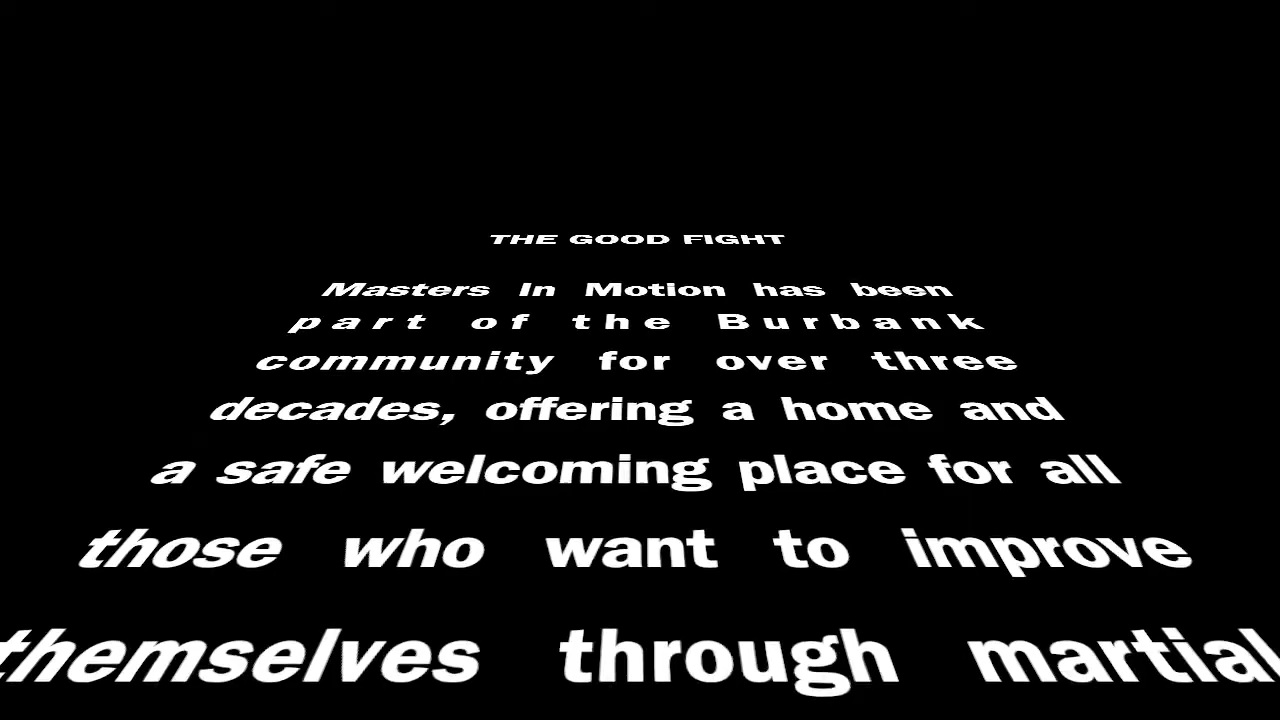 THE GOOD FIGHT
Masters In Motion has been
part of the Burbank
community for over three
decades, offering a home and
a safe welcoming place for all
those who want to improve
themselves through martial